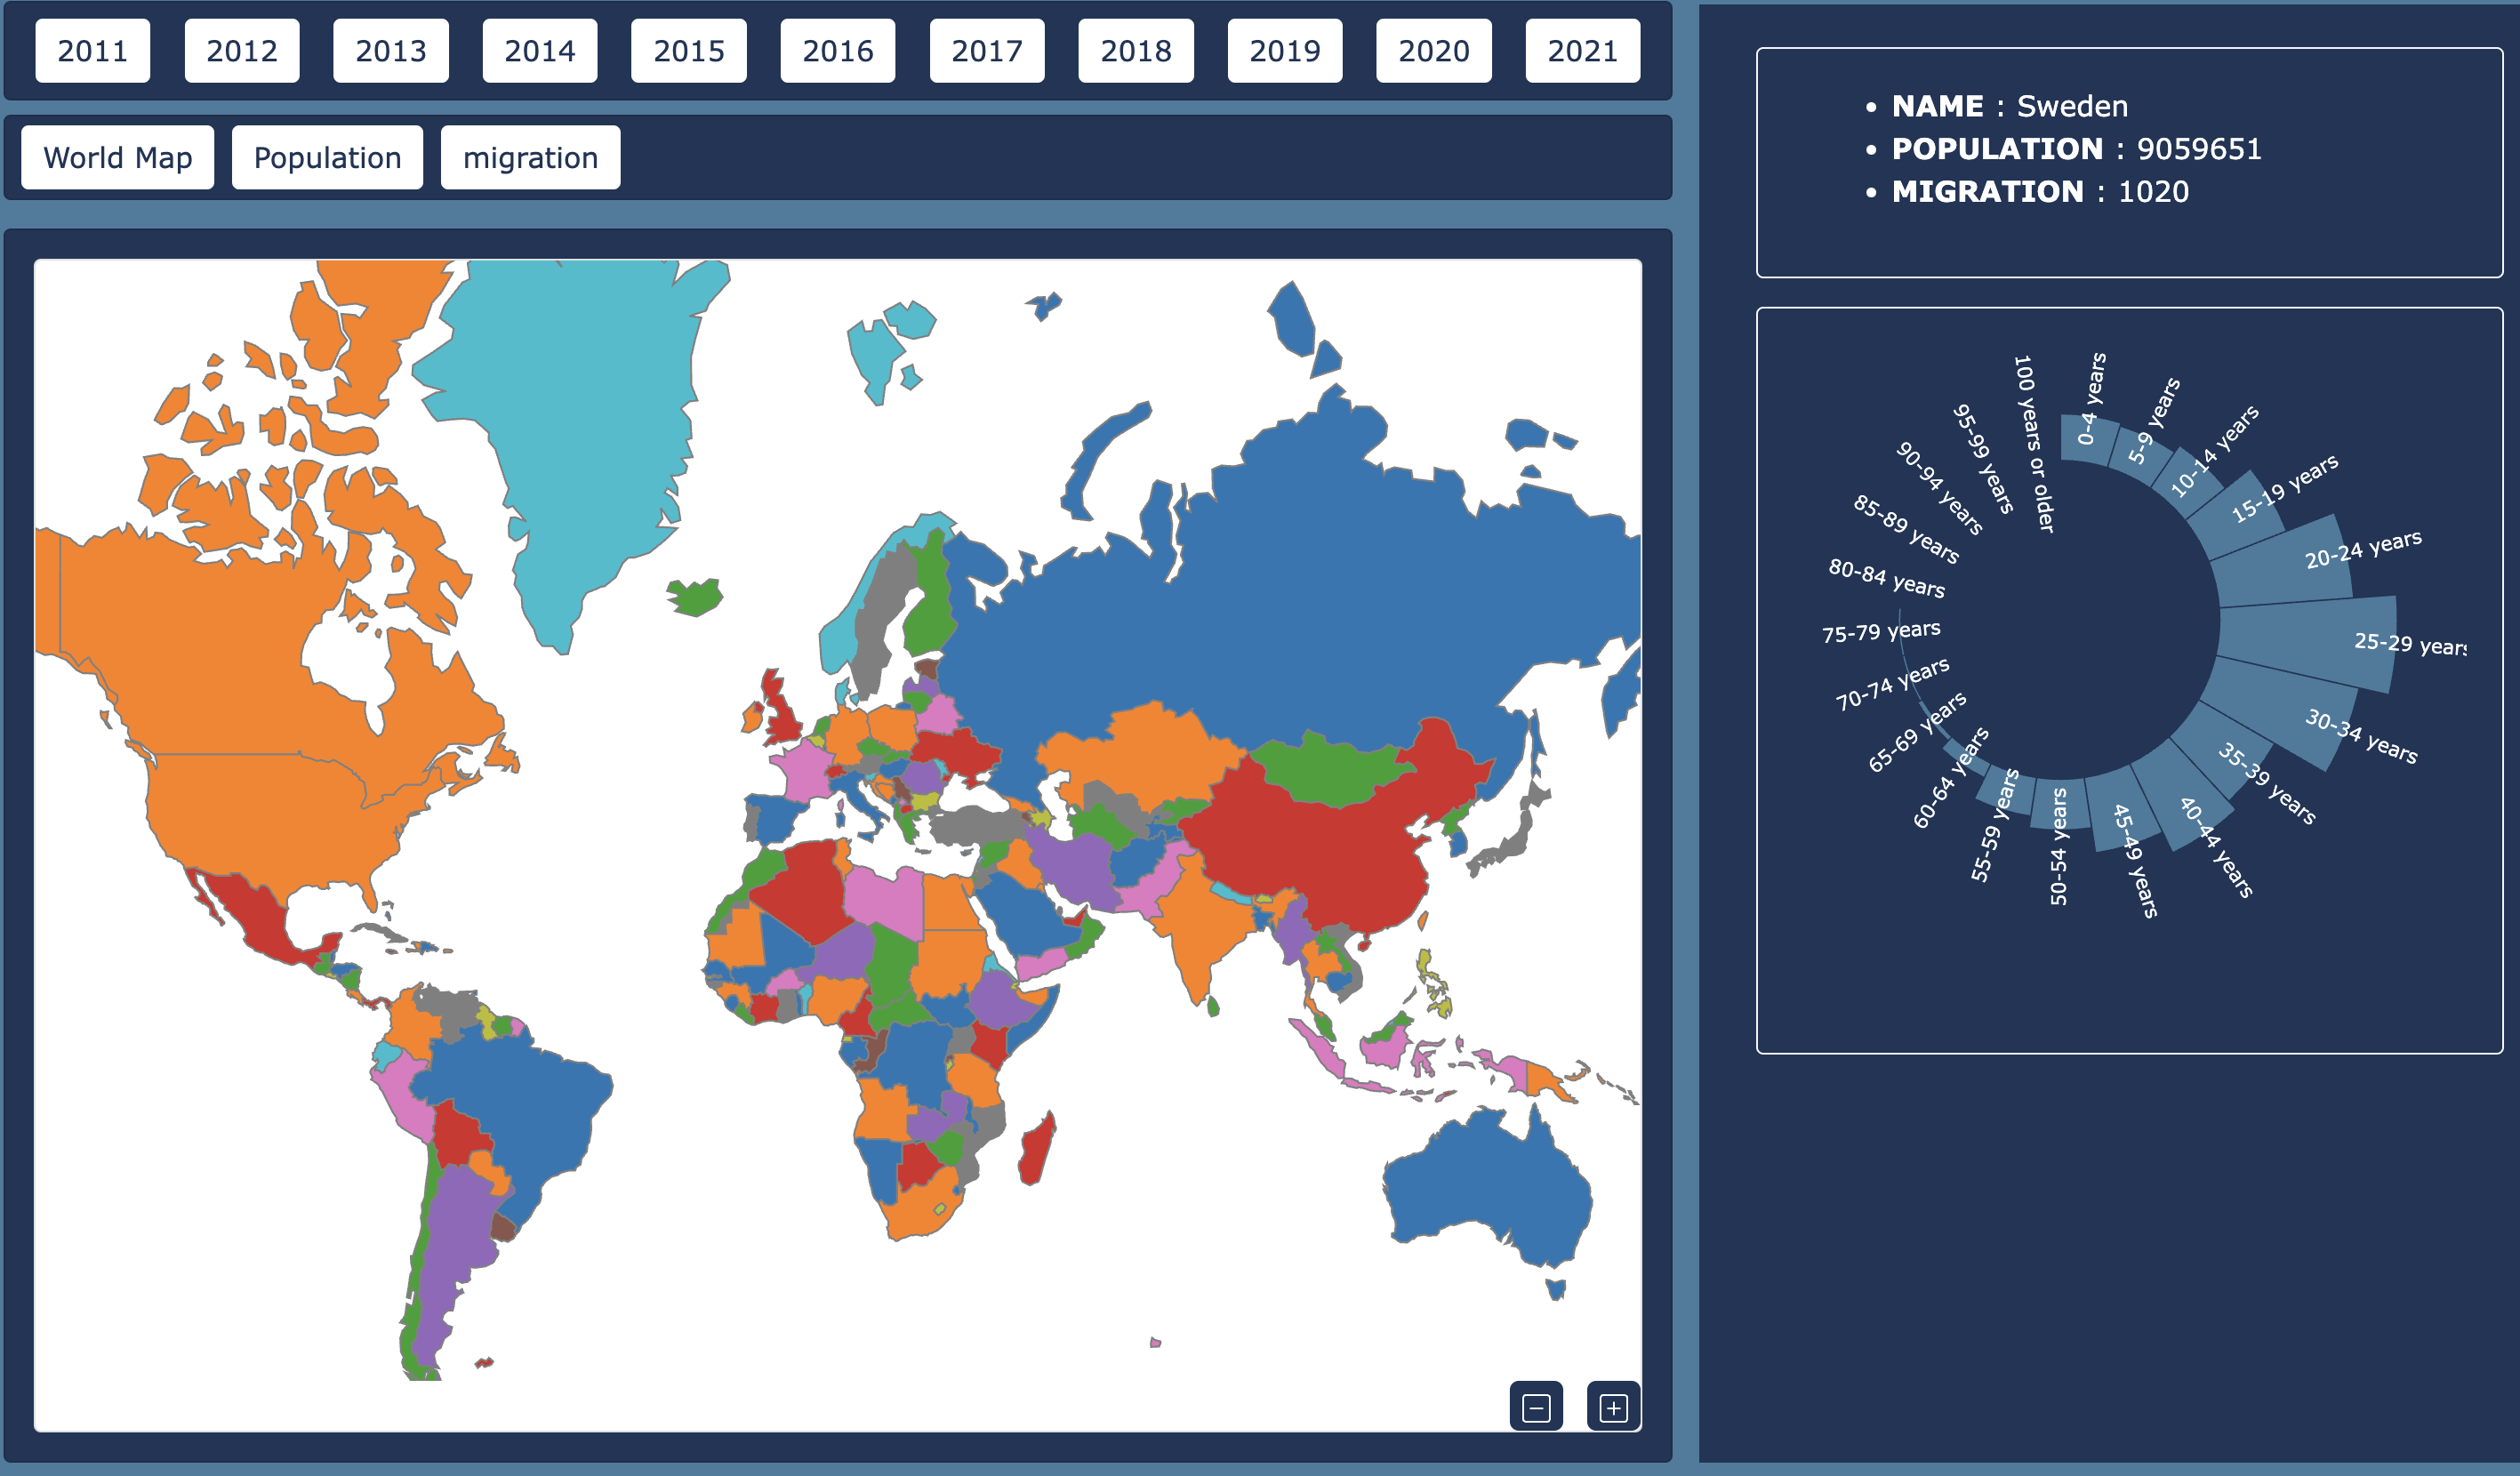 2011 2012 2013 2014 2015 2016 2017 2018 2019 2020 2021
World Map Population migration
NAME : Sweden
POPULATION : 9059651
MIGRATION : 1020
0-4 years
5-9 years
10-14 years
15-19 years
20-24 years
25-29 years
30-34 years
35-39 years
40-44 years
45-49 years
50-54 years
55-59 years
60-64 years
65-69 years
70-74 years
75-79 years
80-84 years
85-89 years
90-94 years
95-99 years
100 years or older